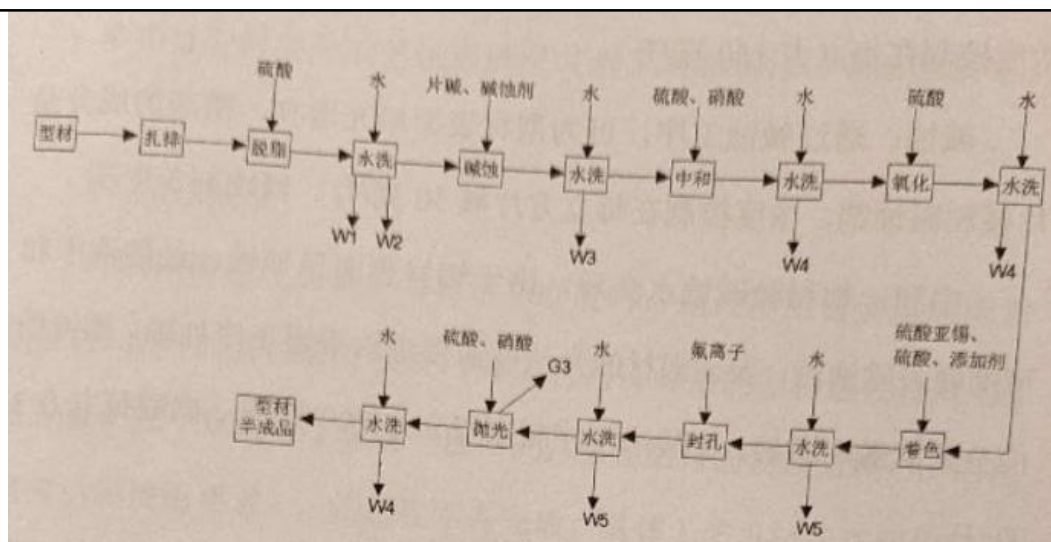 硫酸
水
片碱、碱蚀剂
水
硫酸、硝酸
水
硫酸
水
型材
扎排
脱脂
水洗
碱蚀
水洗
中和
水洗
氧化
水洗
W1
W2
W3
W4
W4
水
硫酸、硝酸
G3
水
氟离子
水
硫酸亚锡、
硫酸、添加剂
型材
半成品
水洗
抛光
水洗
封孔
水洗
着色
W4
W5
W5